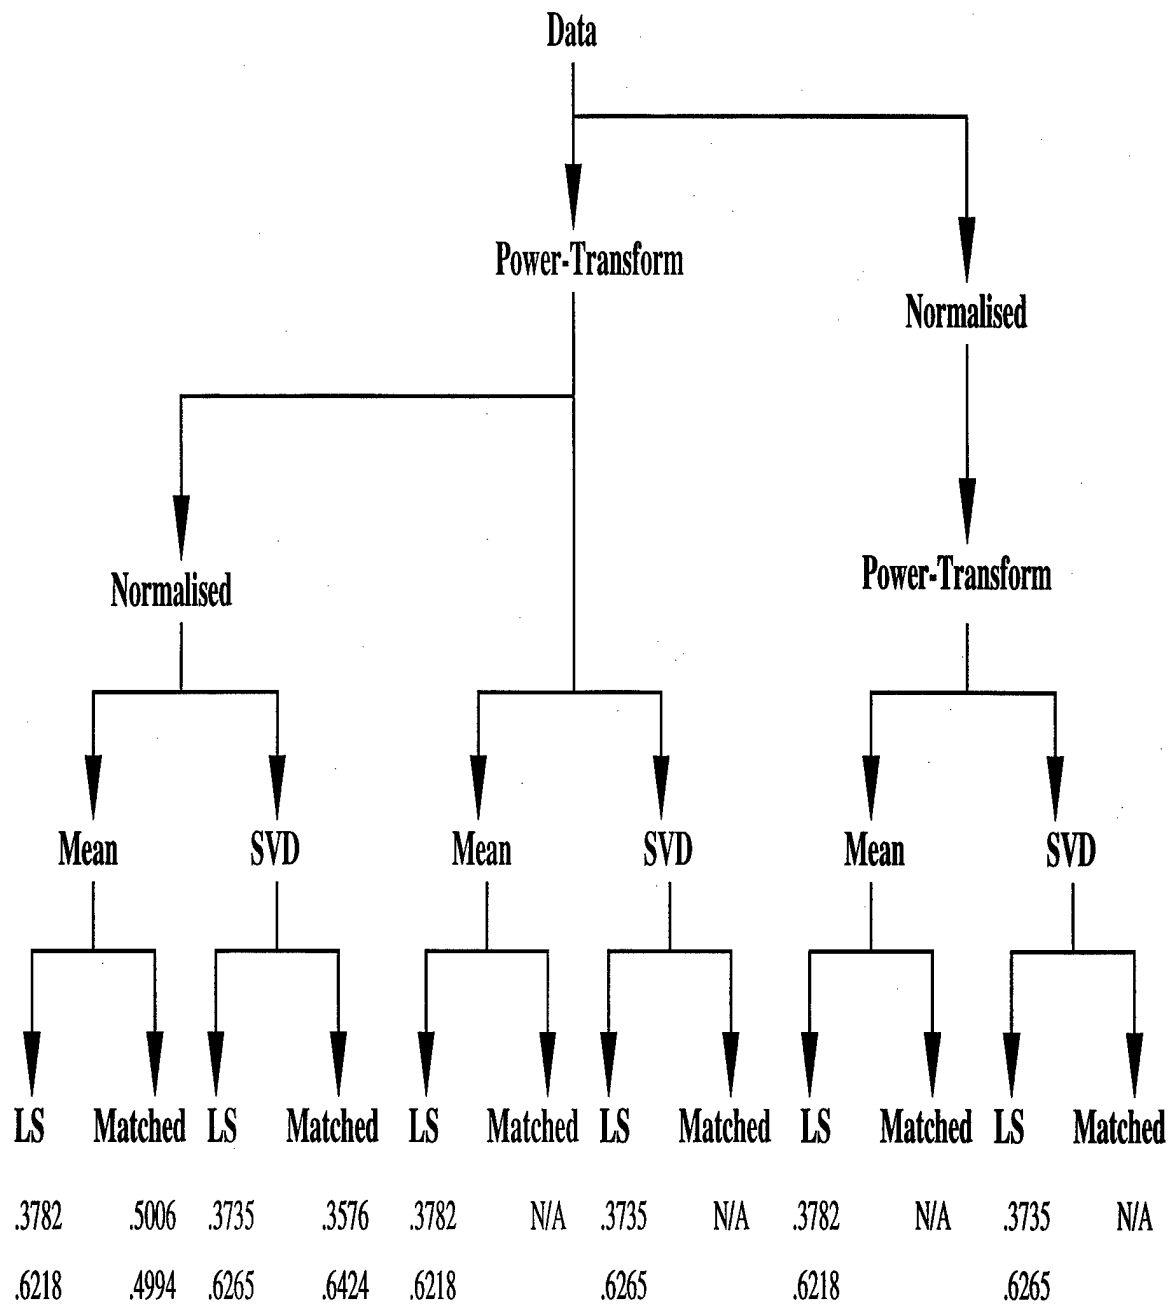 Data
Power-Transform
Normalised
Power-Transform
Normalised
Mean SVD Mean SVD Mean SVD
LS Matched LS Matched LS Matched LS Matched LS Matched LS Matched
.3782 .5006 .3735 .3576 .3782 N/A .3735 N/A .3782 N/A .3735 N/A
.6218 .4994 .6265 .6424 .6218 .6265 .6218 .6265